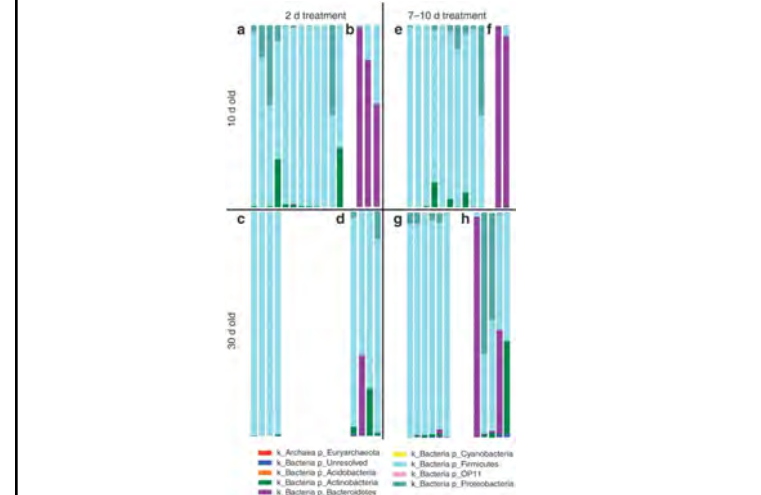 2 d treatment
7–10 d treatment
a
b
e
f
10 d old
c
d
g
h
30 d old
k_Archaea p_Euryarchaeota
k_Bacteria p_Unresolved
k_Bacteria p_Acidobacteria
k_Bacteria p_Actinobacteria
k_Bacteria p_Bacteroidetes
k_Bacteria p_Cyanobacteria
k_Bacteria p_Firmicutes
k_Bacteria p_OP11
k_Bacteria p_Proteobacteria